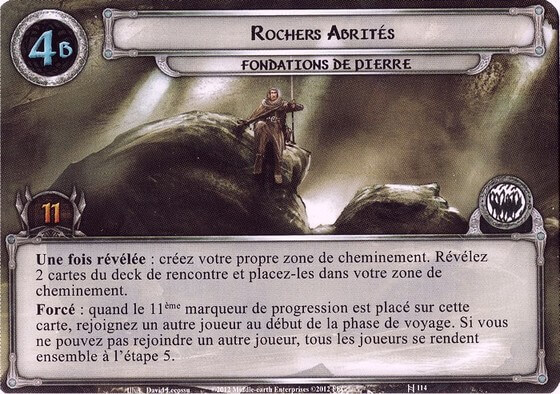 4B
Rochers Abrités
Fondations de Pierre
11
Une fois révélée : créez votre propre zone de cheminement. Révélez
2 cartes du deck de rencontre et placez-les dans votre zone de
cheminement.
Forcé : quand le 11ème marqueur de progression est placé sur cette
carte, rejoignez un autre joueur au début de la phase de voyage. Si vous
ne pouvez pas rejoindre un autre joueur, tous les joueurs se rendent
ensemble à l'étape 5.
David Lecossu ©2012 Middle-earth Enterprises ©2012 114